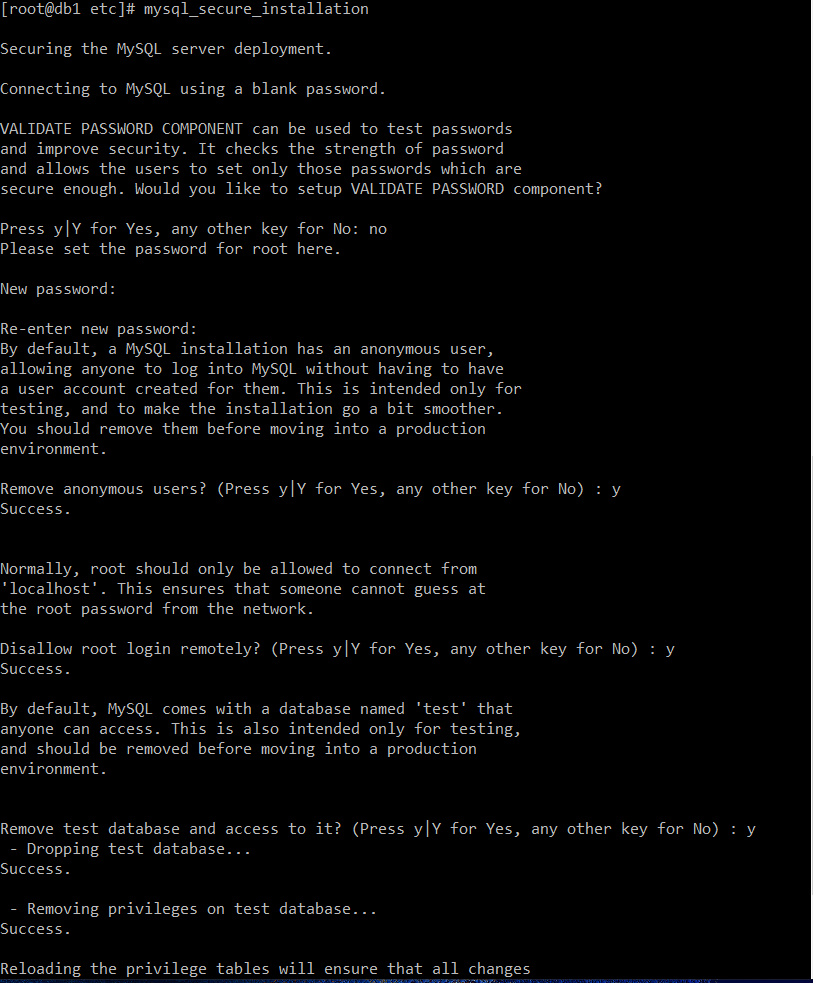 [root@db1 etc]# mysql_secure_installation
Securing the MySQL server deployment.
Connecting to MySQL using a blank password.
VALIDATE PASSWORD COMPONENT can be used to test passwords
and improve security. It checks the strength of password
and allows the users to set only those passwords which are
secure enough. Would you like to setup VALIDATE PASSWORD component?
Press y|Y for Yes, any other key for No: no
Please set the password for root here.
New password:
Re-enter new password:
By default, a MySQL installation has an anonymous user,
allowing anyone to log into MySQL without having to have
a user account created for them. This is intended only for
testing, and to make the installation go a bit smoother.
You should remove them before moving into a production
environment.
Remove anonymous users? (Press y|Y for Yes, any other key for No) : y
Success.
Normally, root should only be allowed to connect from
'localhost'. This ensures that someone cannot guess at
the root password from the network.
Disallow root login remotely? (Press y|Y for Yes, any other key for No) : y
Success.
By default, MySQL comes with a database named 'test' that
anyone can access. This is also intended only for testing,
and should be removed before moving into a production
environment.
Remove test database and access to it? (Press y|Y for Yes, any other key for No) : y
- Dropping test database...
Success.
- Removing privileges on test database...
Success.
Reloading the privilege tables will ensure that all changes